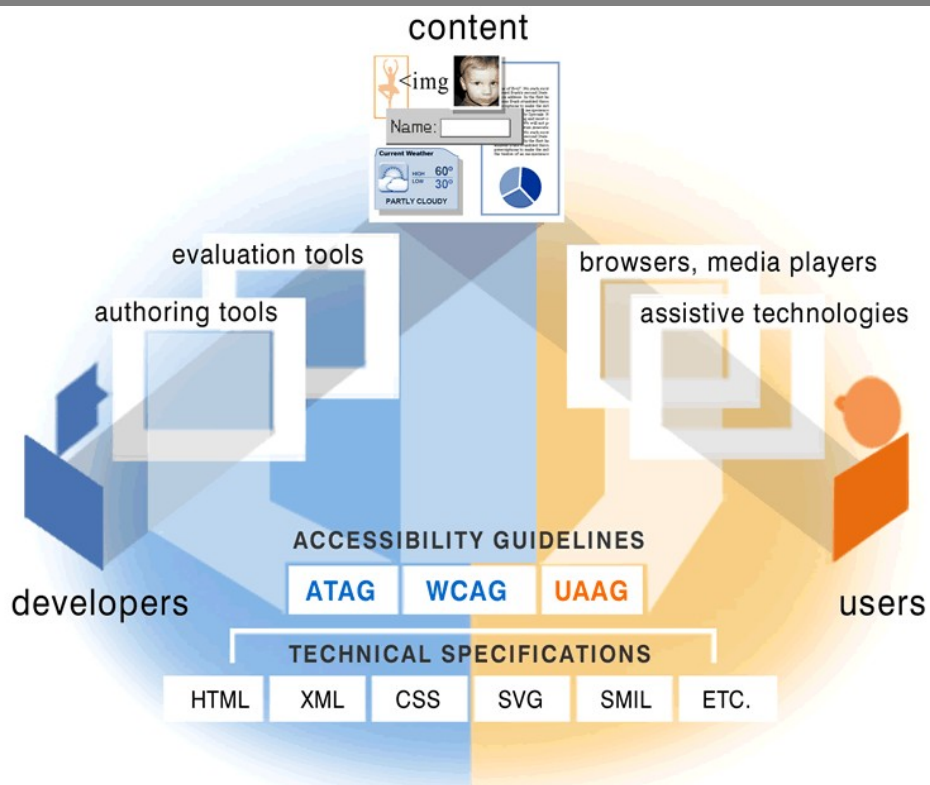 content
<img
Name:
Current Weather
HIGH 60°
LOW 30°
PARTLY CLOUDY
evaluation tools
authoring tools
browsers, media players
assistive technologies
developers
users
ACCESSIBILITY GUIDELINES
ATAG WCAG UAAG
TECHNICAL SPECIFICATIONS
HTML XML CSS SVG SMIL ETC.